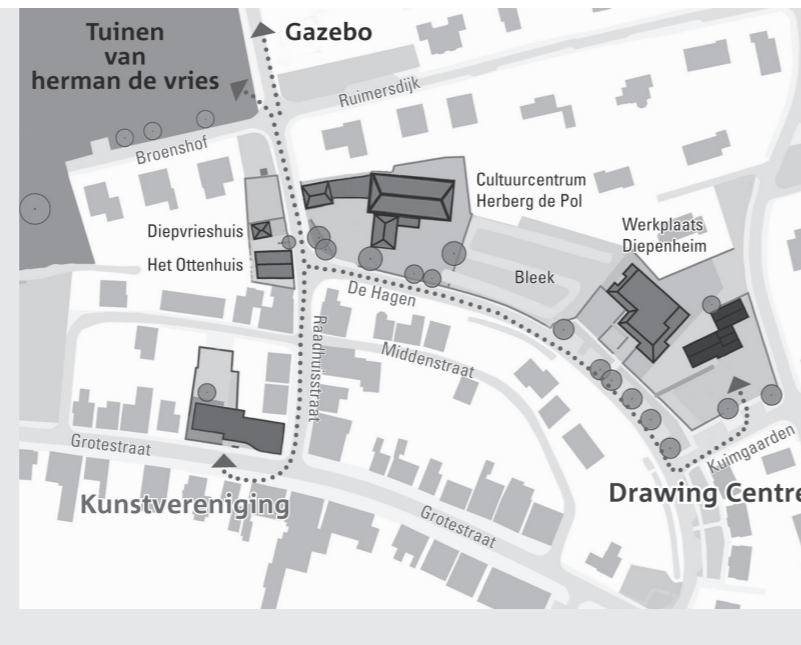 Tuinen
van
herman de vries
Gazebo
Ruimersdijk
Broenshof
Cultuurcentrum
Herberg de Pol
Werkplaats
Diepenheim
Diepvrieshuis
Het Ottenhuis
Bleek
De Hagen
Raadhuisstraat
Middenstraat
Grotestraat
Kunstvereniging
Grotestraat
Kuimgaarden
Drawing Centre